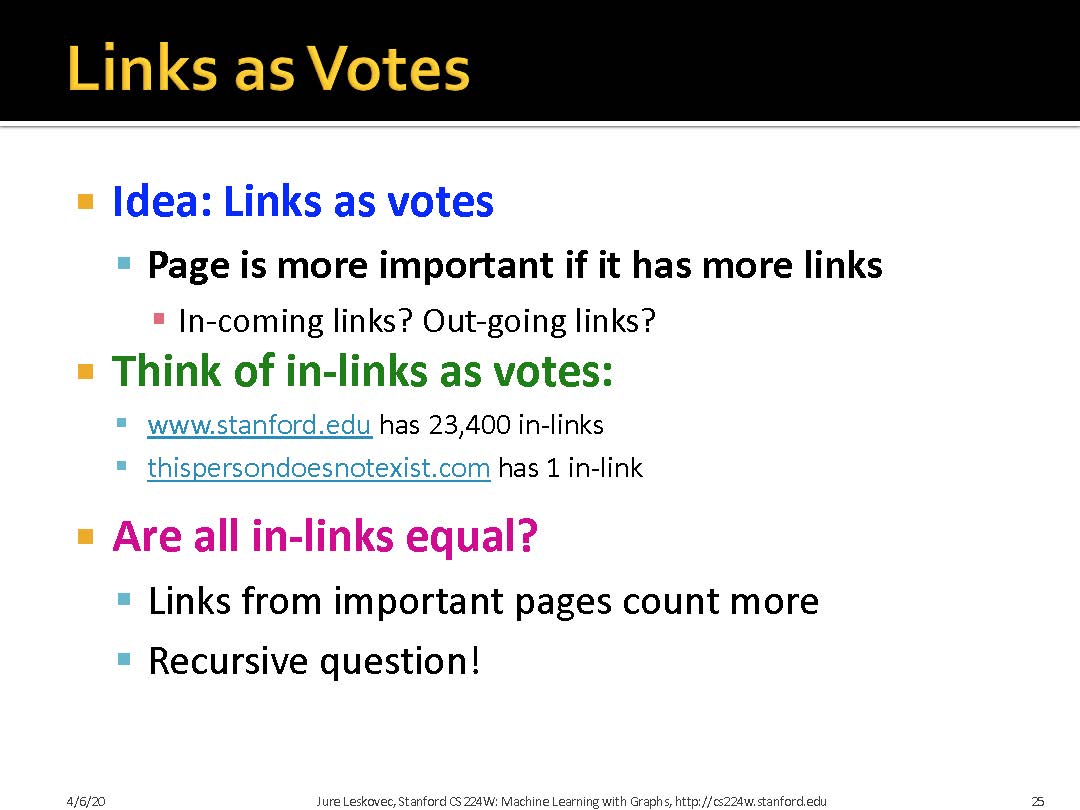 Links as Votes
Idea: Links as votes
Page is more important if it has more links
In-coming links? Out-going links?
Think of in-links as votes:
www.stanford.edu has 23,400 in-links
thispersondoesnotexist.com has 1 in-link
Are all in-links equal?
Links from important pages count more
Recursive question!
4/6/20 Jure Leskovec, Stanford CS224W: Machine Learning with Graphs, http://cs224w.stanford.edu 25